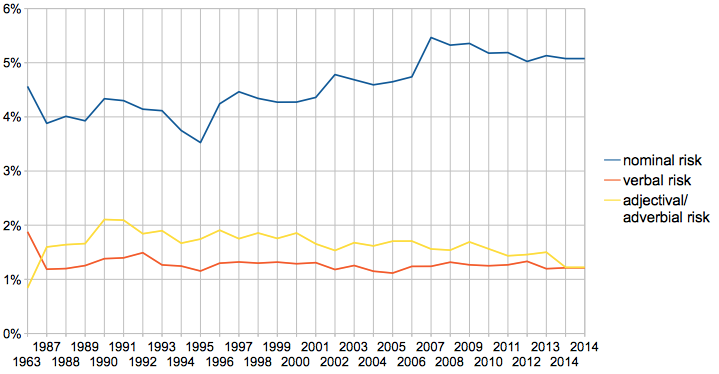 6%
5%
4%
3%
2%
1%
0%
nominal risk
verbal risk
adjectival/
adverbial risk
1987 1989 1991 1993 1995 1997 1999 2001 2003 2005 2007 2009 2011 2013 2014
1963 1988 1990 1992 1994 1996 1998 2000 2002 2004 2006 2008 2010 2012 2014